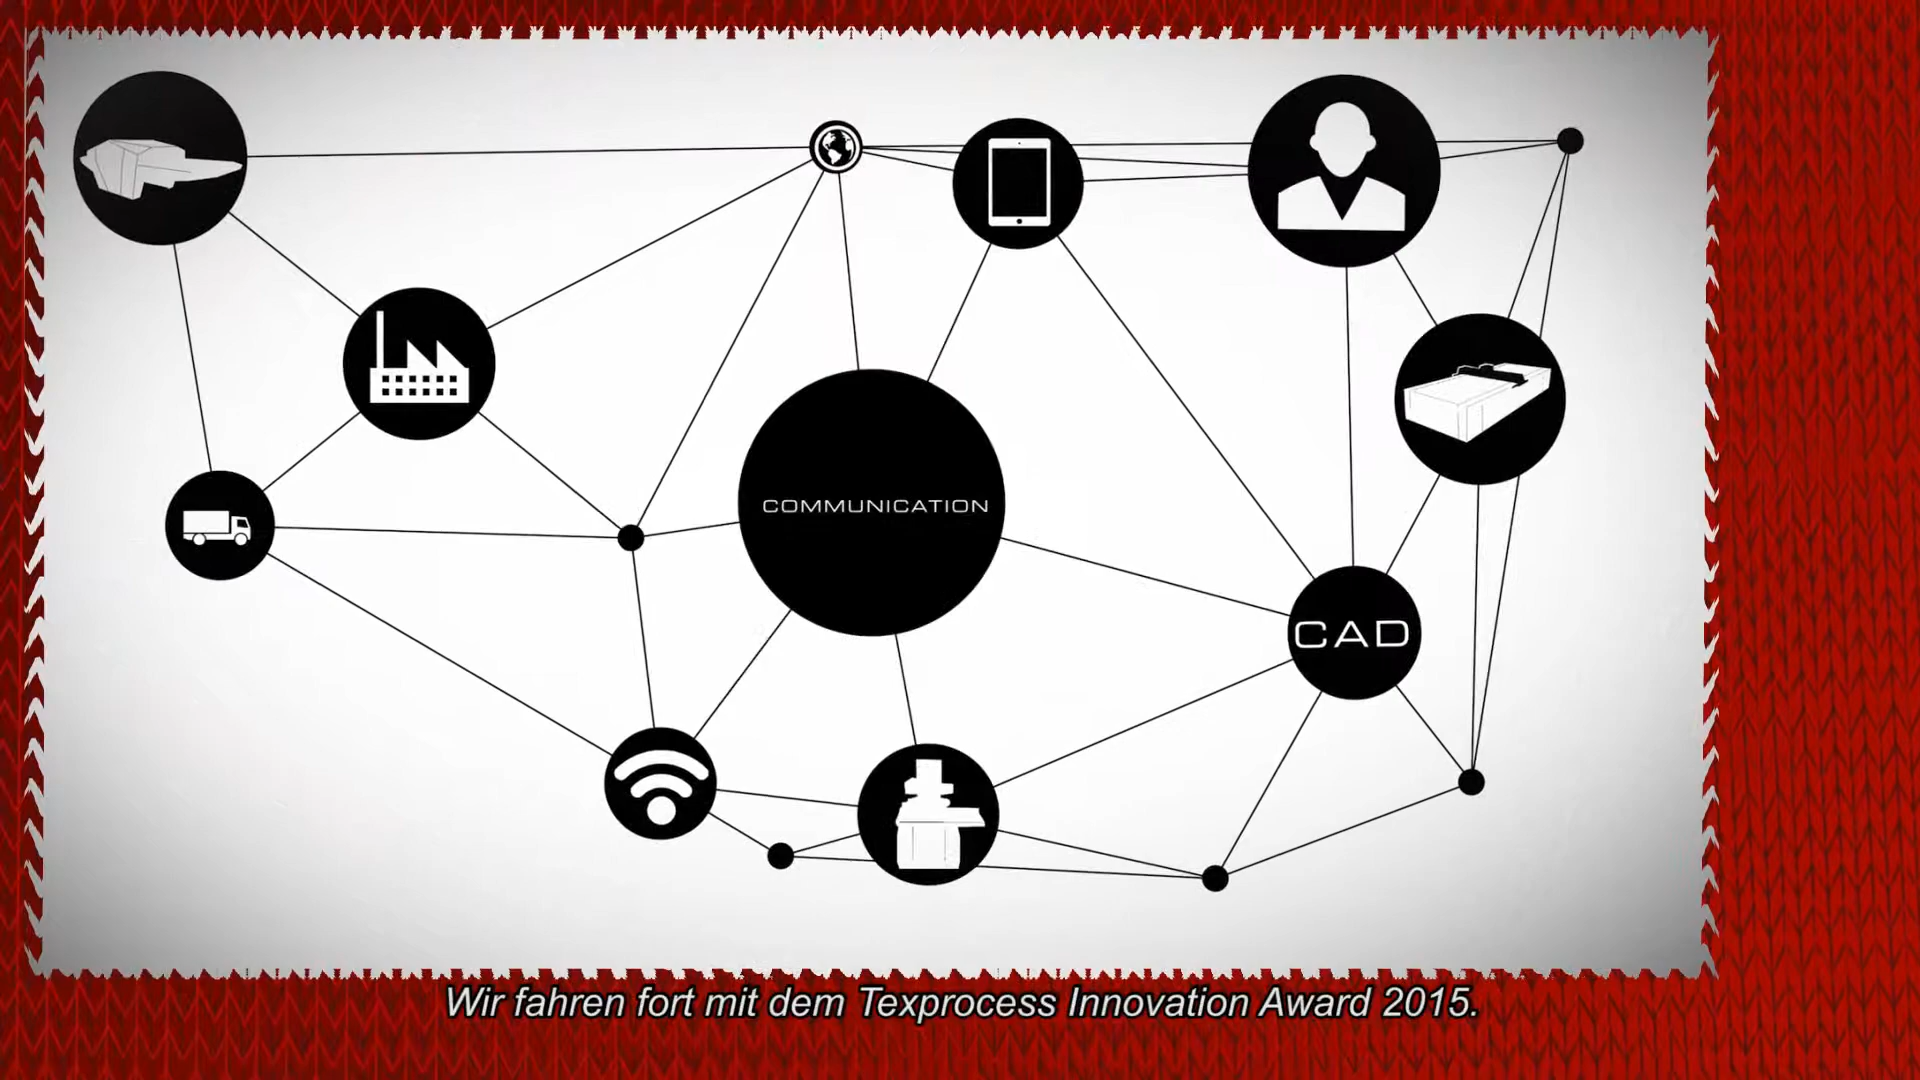 COMMUNICATION
CAD
Wir fahren fort mit dem Texprocess Innovation Award 2015.